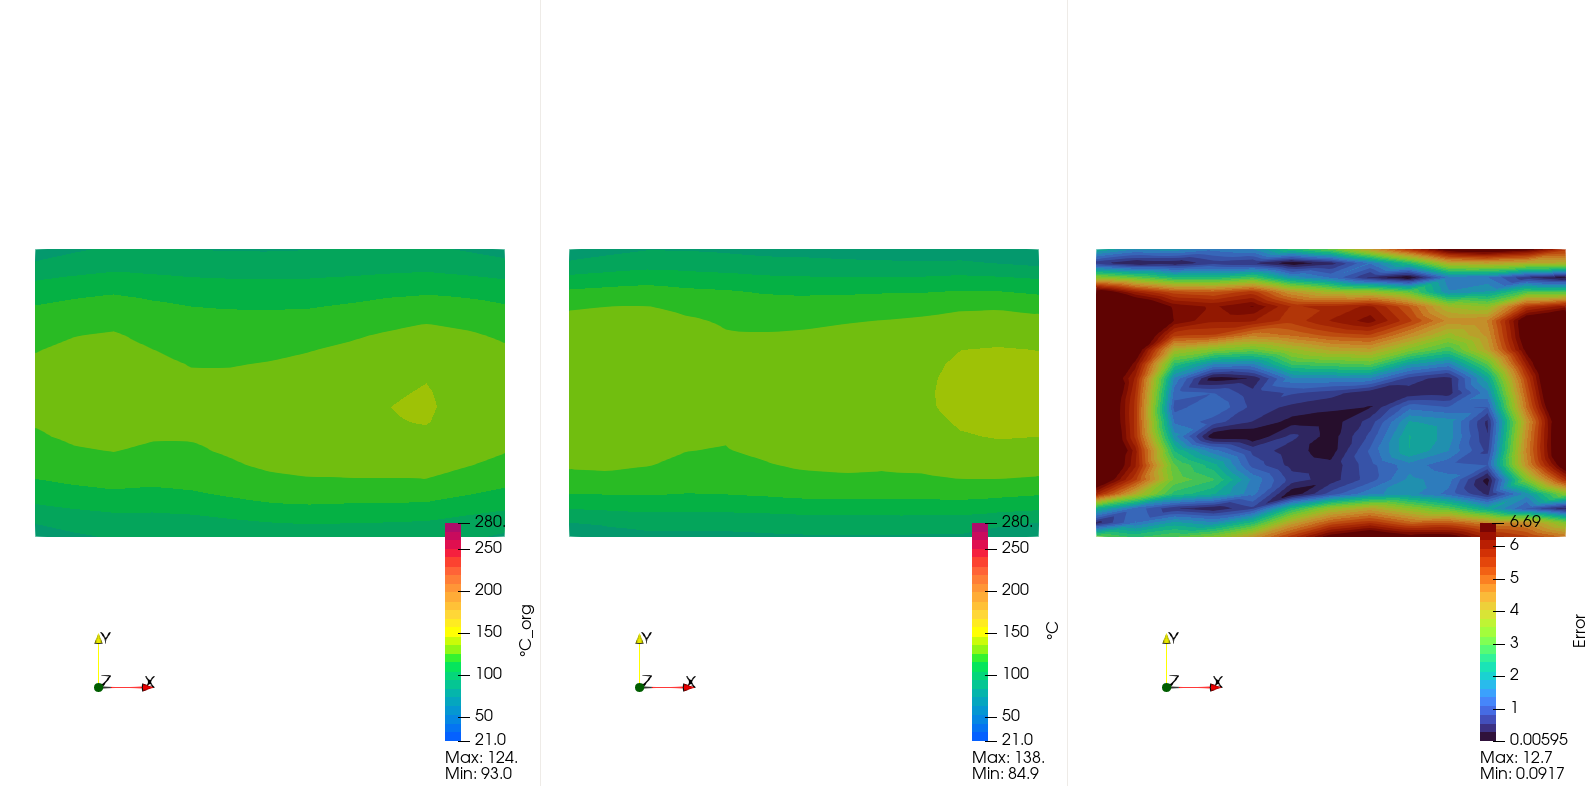 280.
250
200
150
100
50
21.0
°C_org
Max: 124.
Min: 93.0
Y
Z
X
280.
250
200
150
100
50
21.0
°C
Max: 138.
Min: 84.9
Y
Z
X
6.69
6
5
4
3
2
1
0.00595
Error
Max: 12.7
Min: 0.0917
Y
Z
X